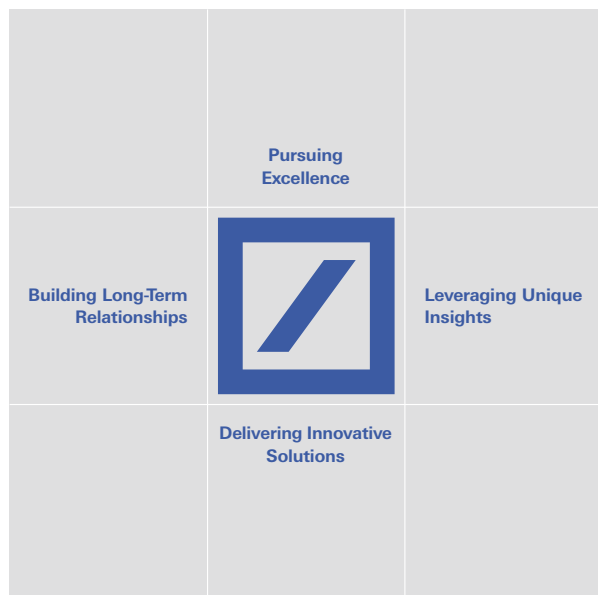 Pursuing
Excellence
Building Long-Term
Relationships
Leveraging Unique
Insights
Delivering Innovative
Solutions